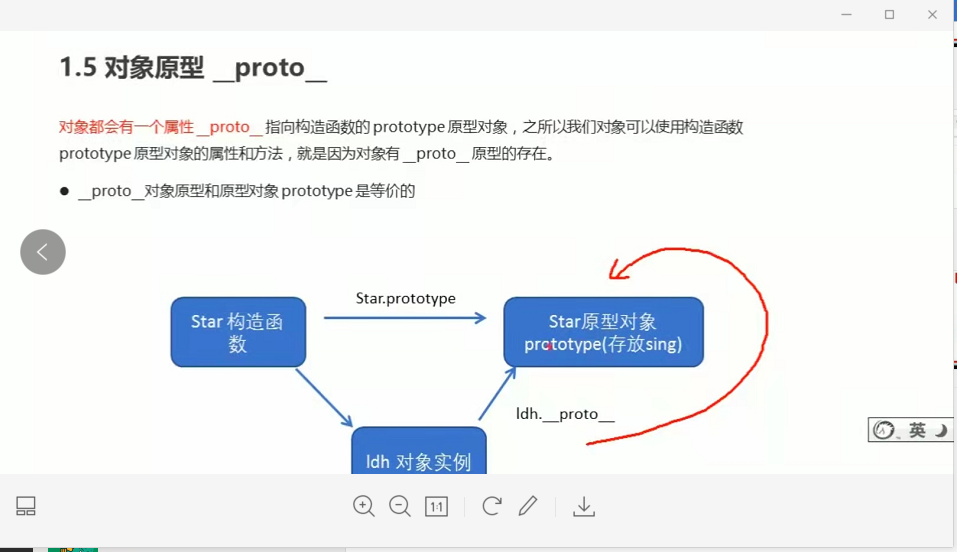 1.5 对象原型 __proto__
对象都会有一个属性 __proto__ 指向构造函数的 prototype 原型对象，之所以我们对象可以使用构造函数
prototype 原型对象的属性和方法，就是因为对象有 __proto__ 原型的存在。
● __proto__对象原型和原型对象 prototype 是等价的
Star.prototype
Star 构造函
数
Star原型对象
prototype(存放sing)
ldh.__proto__
英
ldh 对象实例
1:1